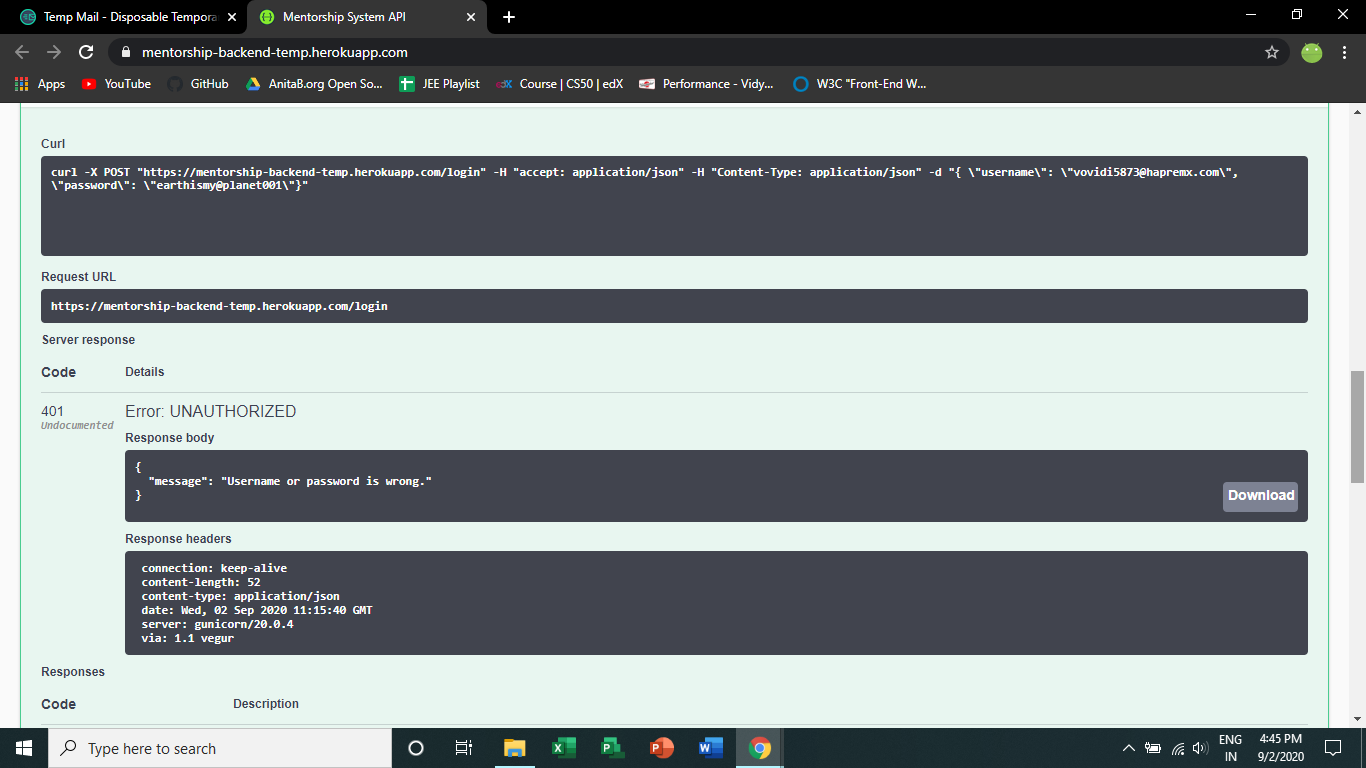 Temp Mail - Disposable Tempora
Mentorship System API
mentorship-backend-temp.herokuapp.com
Apps YouTube GitHub AnitaB.org Open So... JEE Playlist Course | CS50 | edX Performance - Vidy... W3C "Front-End W...
Curl
curl -X POST "https://mentorship-backend-temp.herokuapp.com/login" -H "accept: application/json" -H "Content-Type: application/json" -d "{ \"username\": \"vovidi5873@hapremx.com\",
\"password\": \"earthismy@planet001\"}"
Request URL
https://mentorship-backend-temp.herokuapp.com/login
Server response
Code Details
401 Error: UNAUTHORIZED
Undocumented
Response body
{
"message": "Username or password is wrong."
}
Download
Response headers
connection: keep-alive
content-length: 52
content-type: application/json
date: Wed, 02 Sep 2020 11:15:40 GMT
server: gunicorn/20.0.4
via: 1.1 vegur
Responses
Code Description
Type here to search
ENG
IN
4:45 PM
9/2/2020